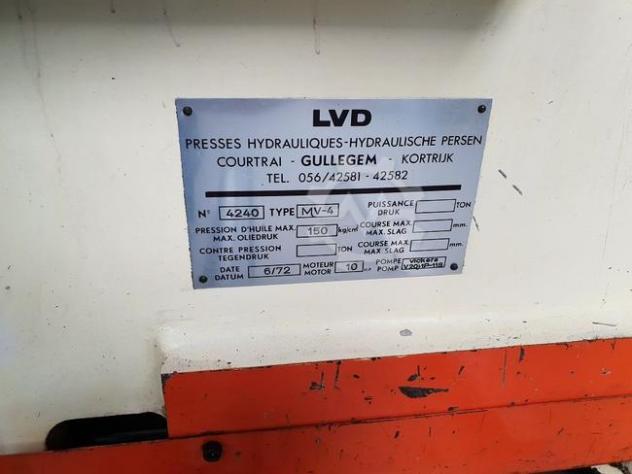 LVD
PRESSES HYDRAULIQUES-HYDRAULISCHE PERSEN
COURTRAI - GULLEGEM - KORTRIJK
TEL. 056/42581 - 42582
N° 4240 TYPE MV-4 PUISSANCE DRUK TON
PRESSION D'HUILE MAX. MAX. OLIEDRUK 150 kg/cm² COURSE MAX. MAX. SLAG mm.
CONTRE PRESSION TEGENDRUK TON COURSE MAX. MAX. SLAG mm.
DATE DATUM 6/72 MOTEUR MOTOR 10 POMPE POMP vickers